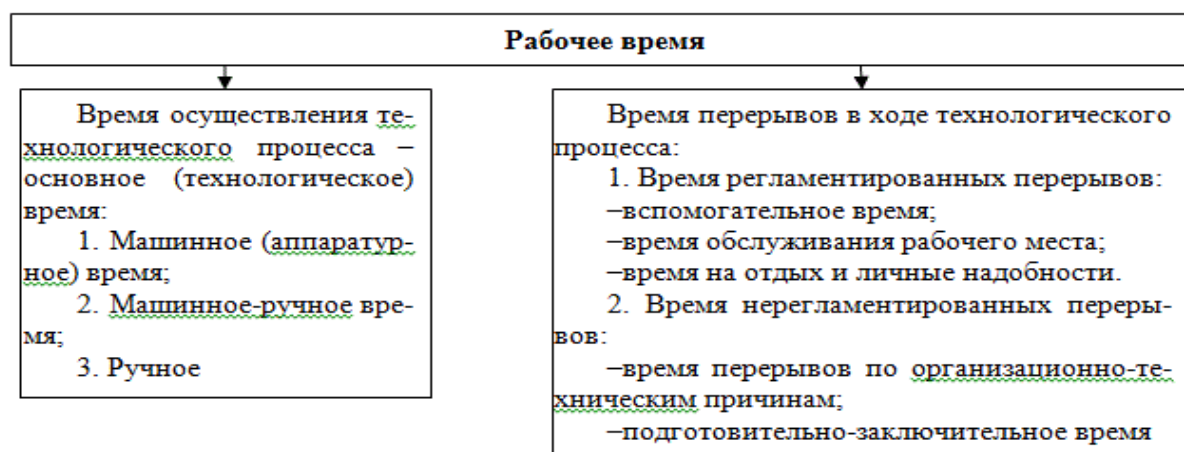 Рабочее время
Время осуществления те-
хнологического процесса –
основное (технологическое)
время:
1. Машинное (аппаратур-
ное) время;
2. Машинное-ручное вре-
мя;
3. Ручное
Время перерывов в ходе технологического
процесса:
1. Время регламентированных перерывов:
–вспомогательное время;
–время обслуживания рабочего места;
–время на отдых и личные надобности.
2. Время нерегламентированных переры-
вов:
–время перерывов по организационно-те-
хническим причинам;
–подготовительно-заключительное время